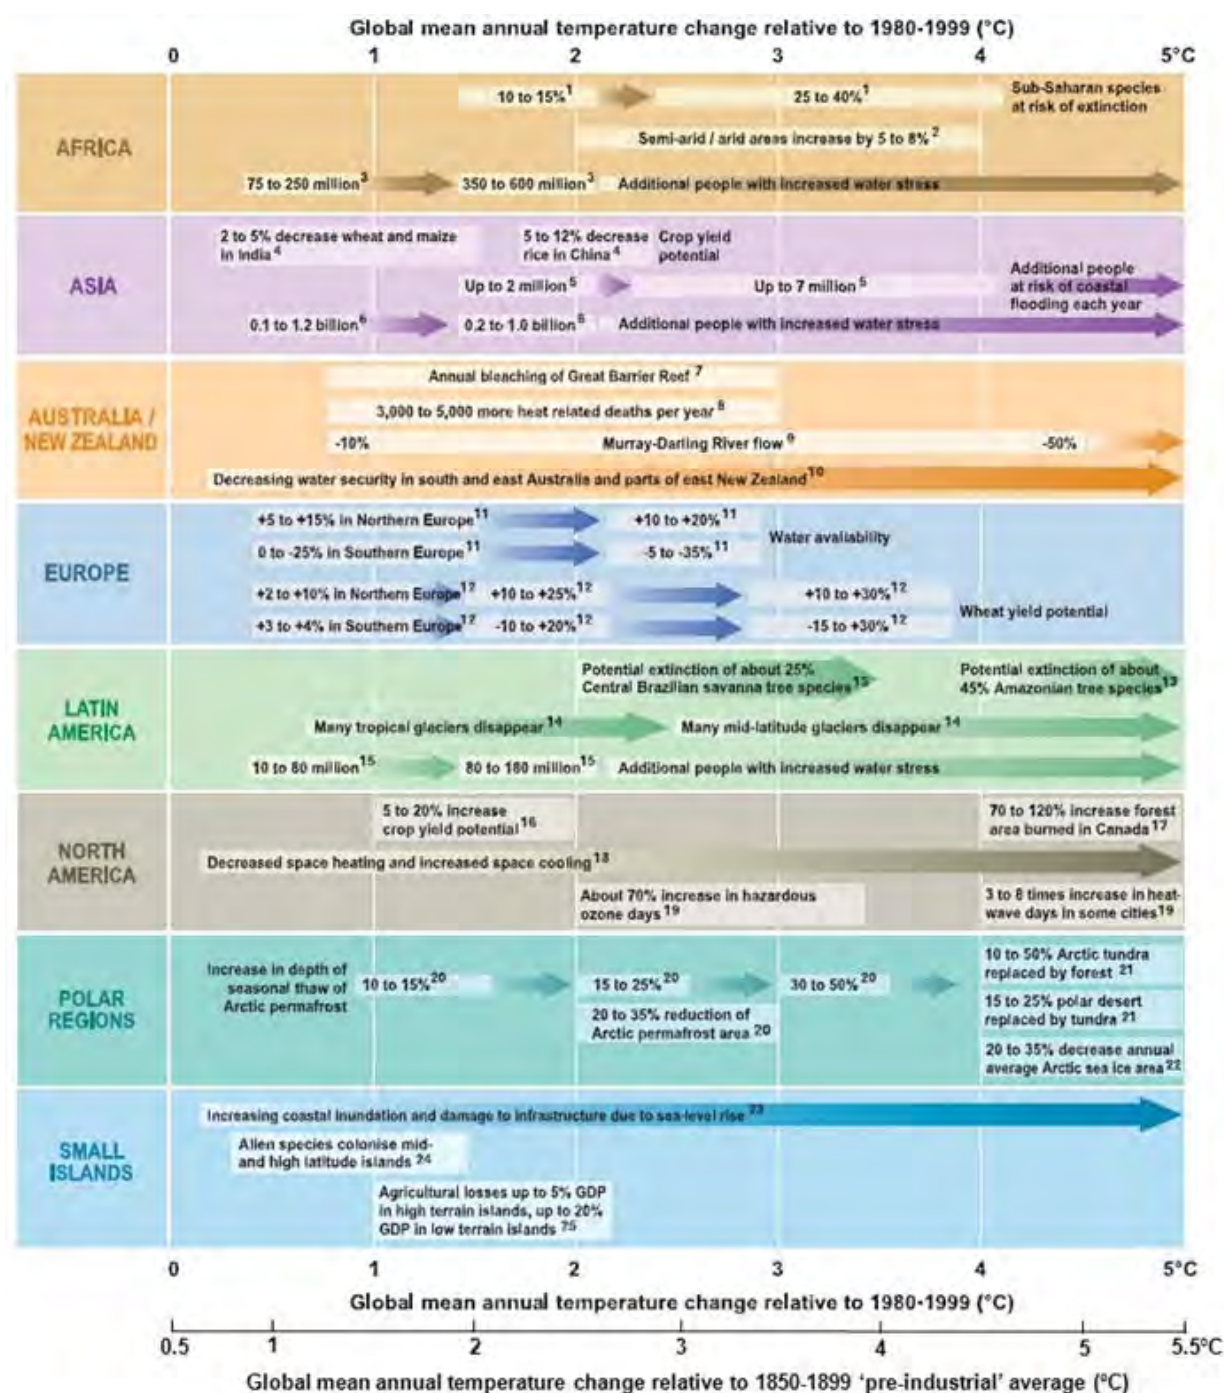 Global mean annual temperature change relative to 1980-1999 (°C)
0 1 2 3 4 5°C
AFRICA
10 to 15%1
25 to 40%1
Sub-Saharan species
at risk of extinction
Semi-arid / arid areas increase by 5 to 8% 2
75 to 250 million3
350 to 600 million3
Additional people with increased water stress
ASIA
2 to 5% decrease wheat and maize
in India4
5 to 12% decrease
rice in China4
Crop yield
potential
Up to 2 million5
Up to 7 million5
Additional people
at risk of coastal
flooding each year
0.1 to 1.2 billion6
0.2 to 1.0 billion6
Additional people with increased water stress
AUSTRALIA /
NEW ZEALAND
Annual bleaching of Great Barrier Reef 7
3,000 to 5,000 more heat related deaths per year 8
-10%
Murray-Darling River flow 9
-50%
Decreasing water security in south and east Australia and parts of east New Zealand10
EUROPE
+5 to +15% in Northern Europe11
+10 to +20%11
0 to -25% in Southern Europe11
-5 to -35%11
Water availability
+2 to +10% in Northern Europe12
+10 to +25%12
+10 to +30%12
+3 to +4% in Southern Europe12
-10 to +20%12
-15 to +30%12
Wheat yield potential
LATIN
AMERICA
Potential extinction of about 25%
Central Brazilian savanna tree species13
Potential extinction of about
45% Amazonian tree species13
Many tropical glaciers disappear14
Many mid-latitude glaciers disappear14
10 to 80 million15
80 to 180 million15
Additional people with increased water stress
NORTH
AMERICA
5 to 20% increase
crop yield potential16
70 to 120% increase forest
area burned in Canada17
Decreased space heating and increased space cooling18
About 70% increase in hazardous
ozone days19
3 to 8 times increase in heat-
wave days in some cities19
POLAR
REGIONS
Increase in depth of
seasonal thaw of
Arctic permafrost
10 to 15%20
15 to 25%20
30 to 50%20
20 to 35% reduction of
Arctic permafrost area20
10 to 50% Arctic tundra
replaced by forest 21
15 to 25% polar desert
replaced by tundra 21
20 to 35% decrease annual
average Arctic sea ice area22
SMALL
ISLANDS
Increasing coastal inundation and damage to infrastructure due to sea-level rise23
Alien species colonise mid-
and high latitude islands 24
Agricultural losses up to 5% GDP
in high terrain islands, up to 20%
GDP in low terrain islands 25
0 1 2 3 4 5°C
Global mean annual temperature change relative to 1980-1999 (°C)
0.5 1 2 3 4 5 5.5°C
Global mean annual temperature change relative to 1850-1899 ‘pre-industrial’ average (°C)